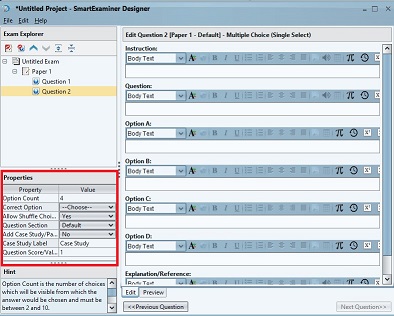 *Untitled Project - SmartExaminer Designer
File Edit Help
Exam Explorer
Untitled Exam
Paper 1
Question 1
Question 2
Properties
Property Value
Option Count 4
Correct Option --Choose--
Allow Shuffle Choi... Yes
Question Section Default
Add Case Study/Pa... No
Case Study Label Case Study
Question Score/Val... 1
Hint
Option Count is the number of choices
which will be visible from which the
answer would be chosen and must be
between 2 and 10.
Edit Question 2 [Paper 1 - Default] - Multiple Choice (Single Select)
Instruction:
Body Text B I U
Question:
Body Text B I U π X²
Option A:
Body Text B I U π X²
Option B:
Body Text B I U π X²
Option C:
Body Text B I U π X²
Option D:
Body Text B I U π X²
Explanation/Reference:
Body Text B I U π
Edit Preview
<<Previous Question Next Question>>